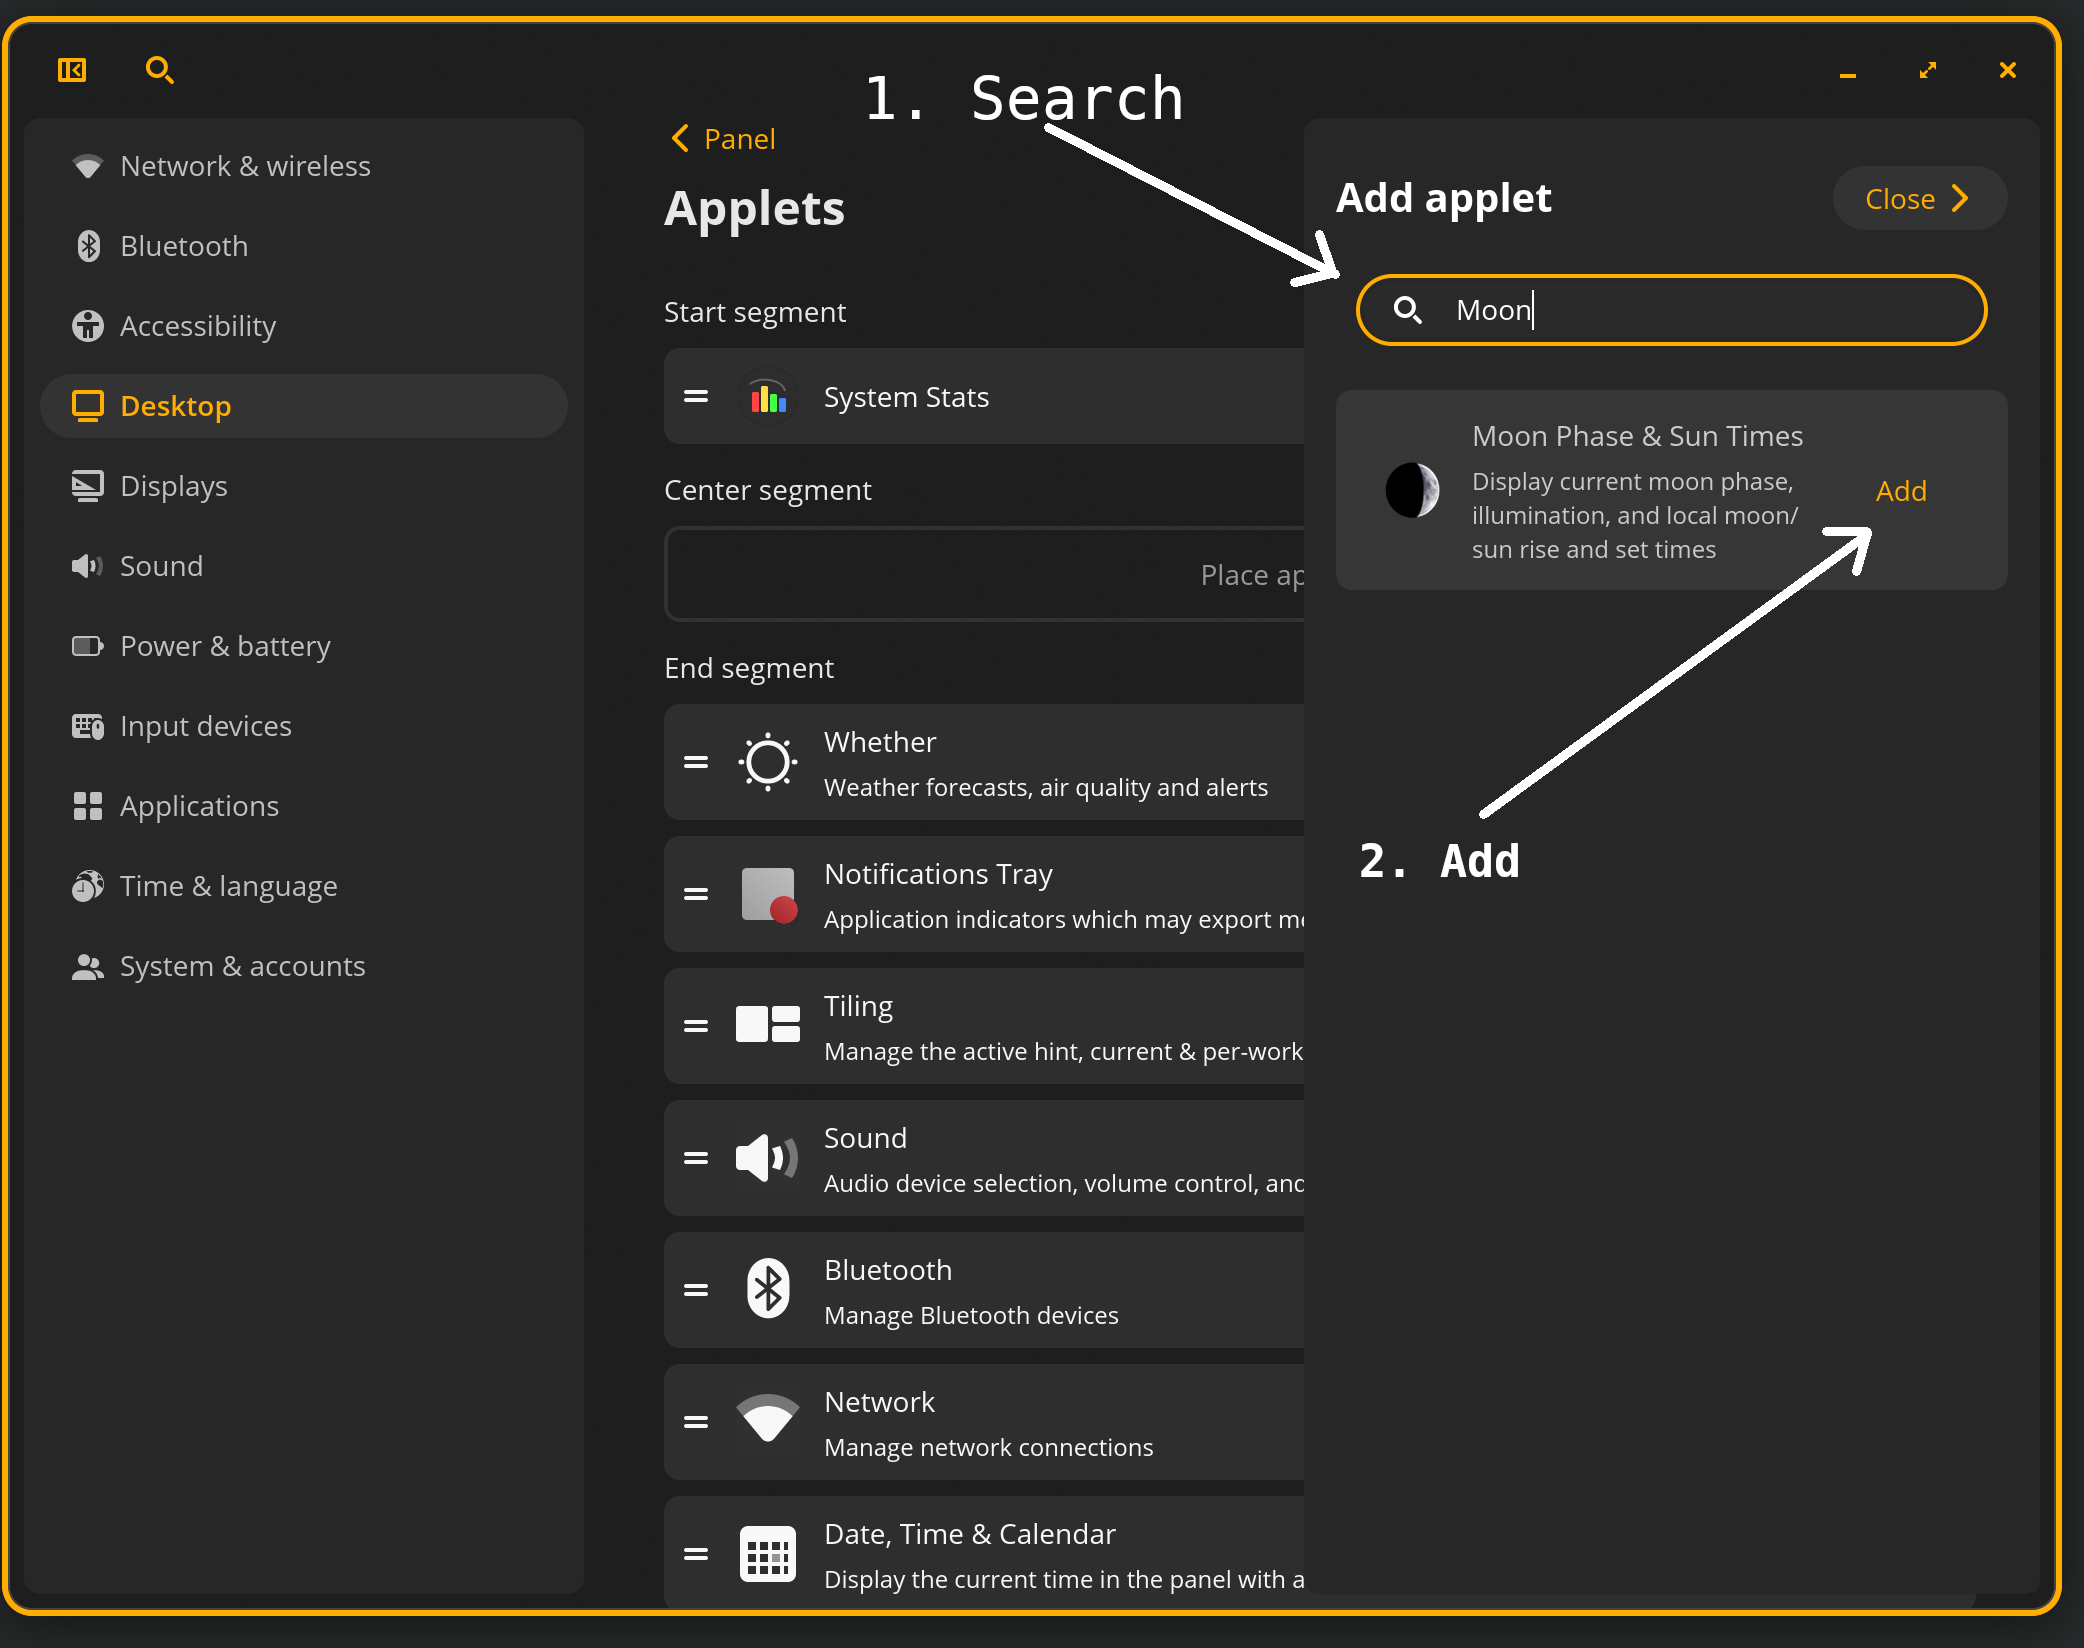 1. Search
Network & wireless
Bluetooth
Accessibility
Desktop
Displays
Sound
Power & battery
Input devices
Applications
Time & language
System & accounts
Panel
Applets
Start segment
System Stats
Center segment
Place ap
End segment
Whether
Weather forecasts, air quality and alerts
Notifications Tray
Application indicators which may export me
Tiling
Manage the active hint, current & per-work
Sound
Audio device selection, volume control, and
Bluetooth
Manage Bluetooth devices
Network
Manage network connections
Date, Time & Calendar
Display the current time in the panel with a
Add applet
Close
Moon
Moon Phase & Sun Times
Display current moon phase,
illumination, and local moon/
sun rise and set times
Add
2. Add